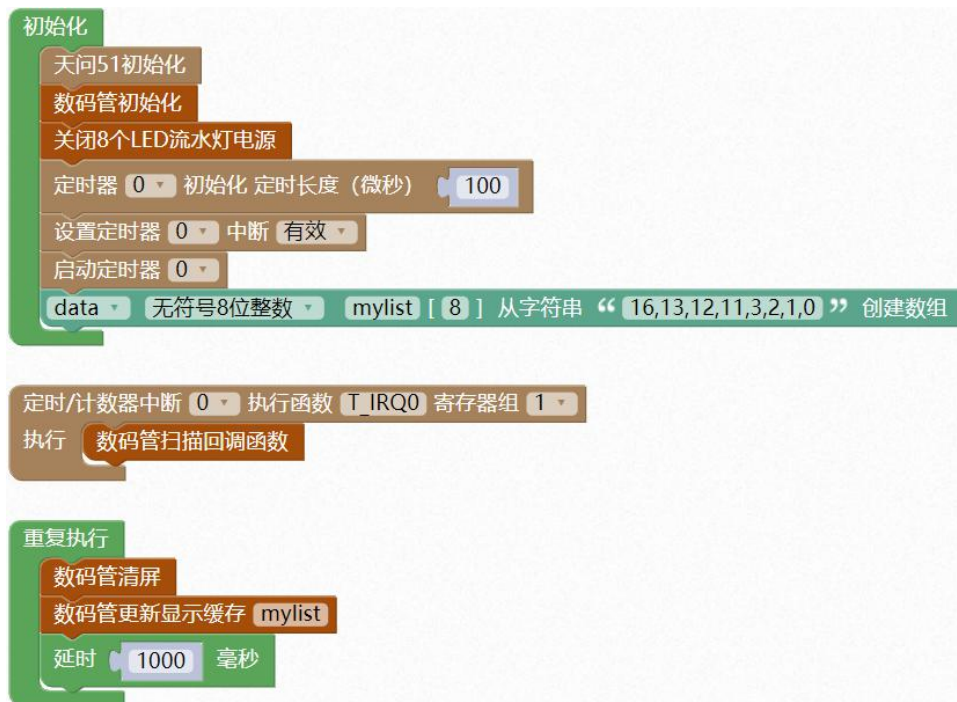 初始化
天问51初始化
数码管初始化
关闭8个LED流水灯电源
定时器 0 初始化 定时长度（微秒） 100
设置定时器 0 中断 有效
启动定时器 0
data 无符号8位整数 mylist [ 8 ] 从字符串 “ 16,13,12,11,3,2,1,0 ” 创建数组
定时/计数器中断 0 执行函数 T_IRQ0 寄存器组 1
执行 数码管扫描回调函数
重复执行
数码管清屏
数码管更新显示缓存 mylist
延时 1000 毫秒